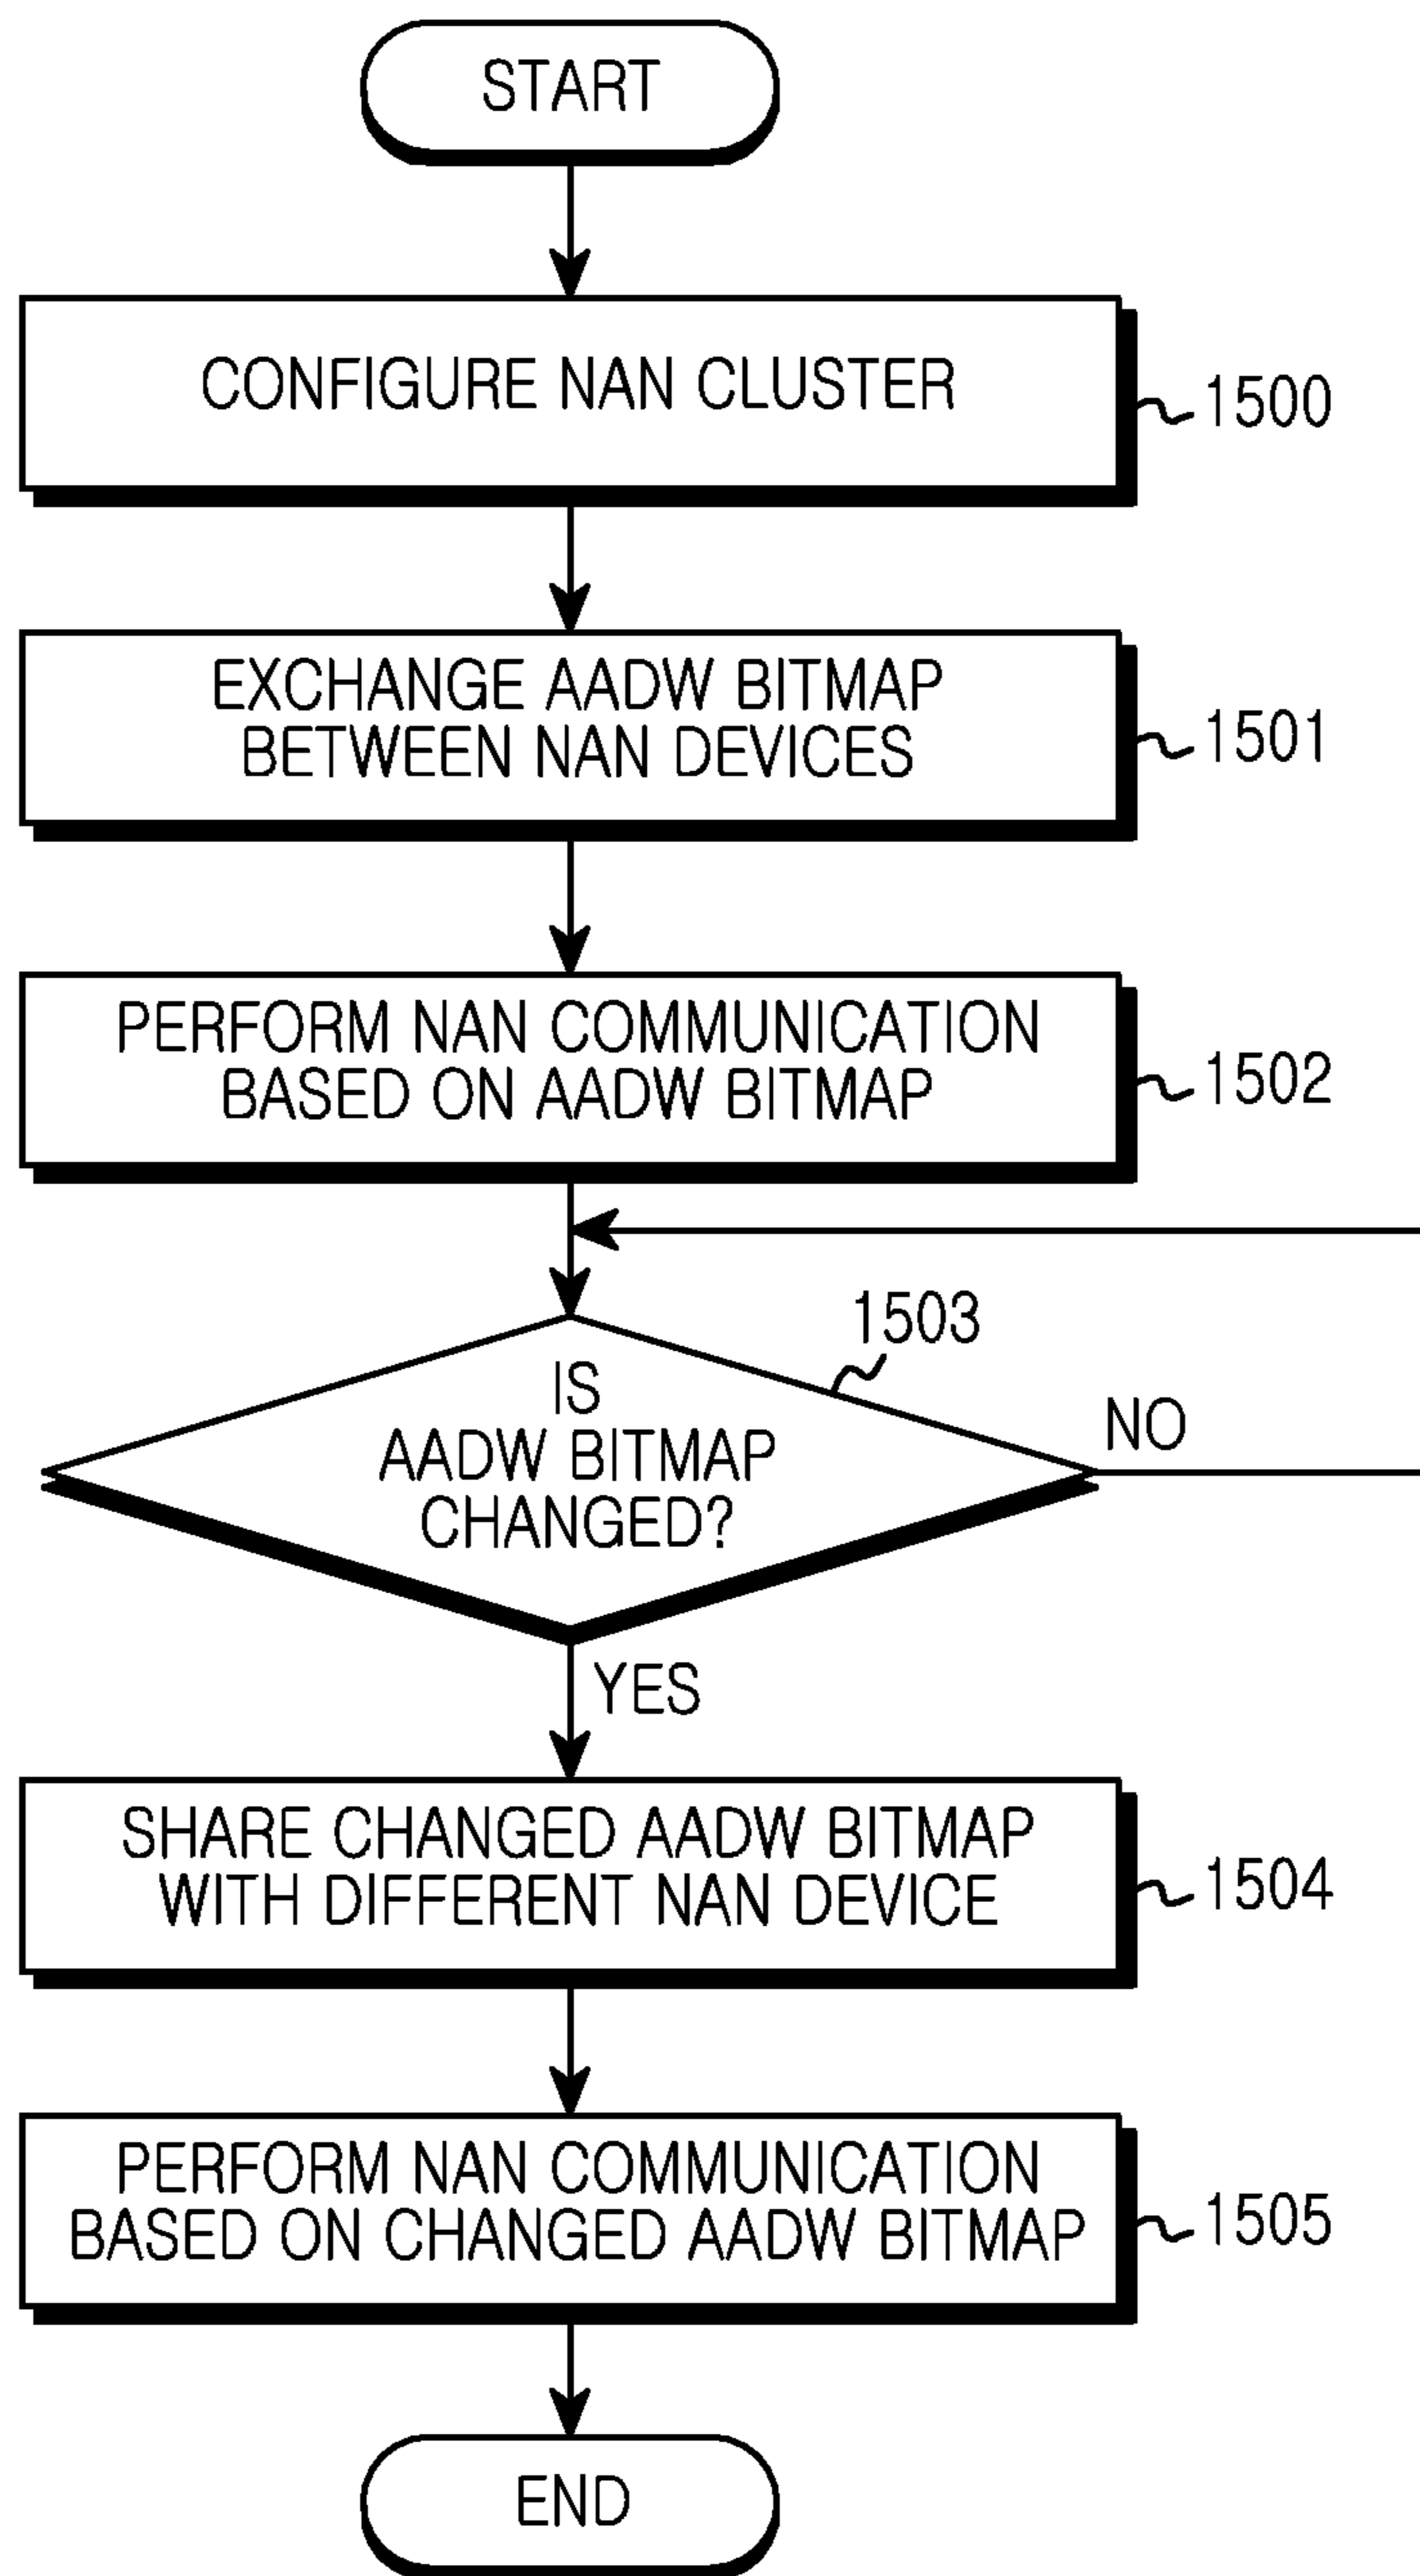 START
CONFIGURE NAN CLUSTER
1500
EXCHANGE AADW BITMAP
BETWEEN NAN DEVICES
1501
PERFORM NAN COMMUNICATION
BASED ON AADW BITMAP
1502
1503
IS
AADW BITMAP
CHANGED?
NO
YES
SHARE CHANGED AADW BITMAP
WITH DIFFERENT NAN DEVICE
1504
PERFORM NAN COMMUNICATION
BASED ON CHANGED AADW BITMAP
1505
END